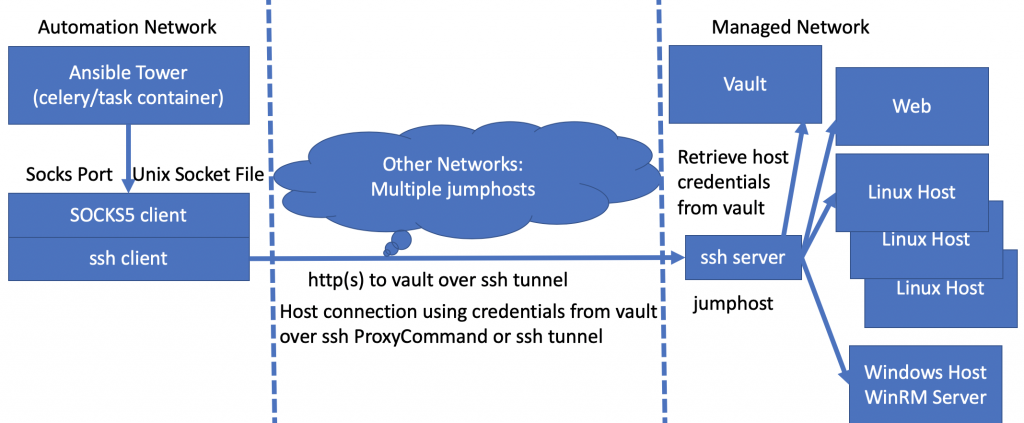 Automation Network
Ansible Tower
(celery/task container)
Socks Port
Unix Socket File
SOCKS5 client
ssh client
Other Networks:
Multiple jumphosts
http(s) to vault over ssh tunnel
Host connection using credentials from vault
over ssh ProxyCommand or ssh tunnel
Managed Network
Vault
Web
Retrieve host
credentials
from vault
Linux Host
Linux Host
Linux Host
ssh server
jumphost
Windows Host
WinRM Server